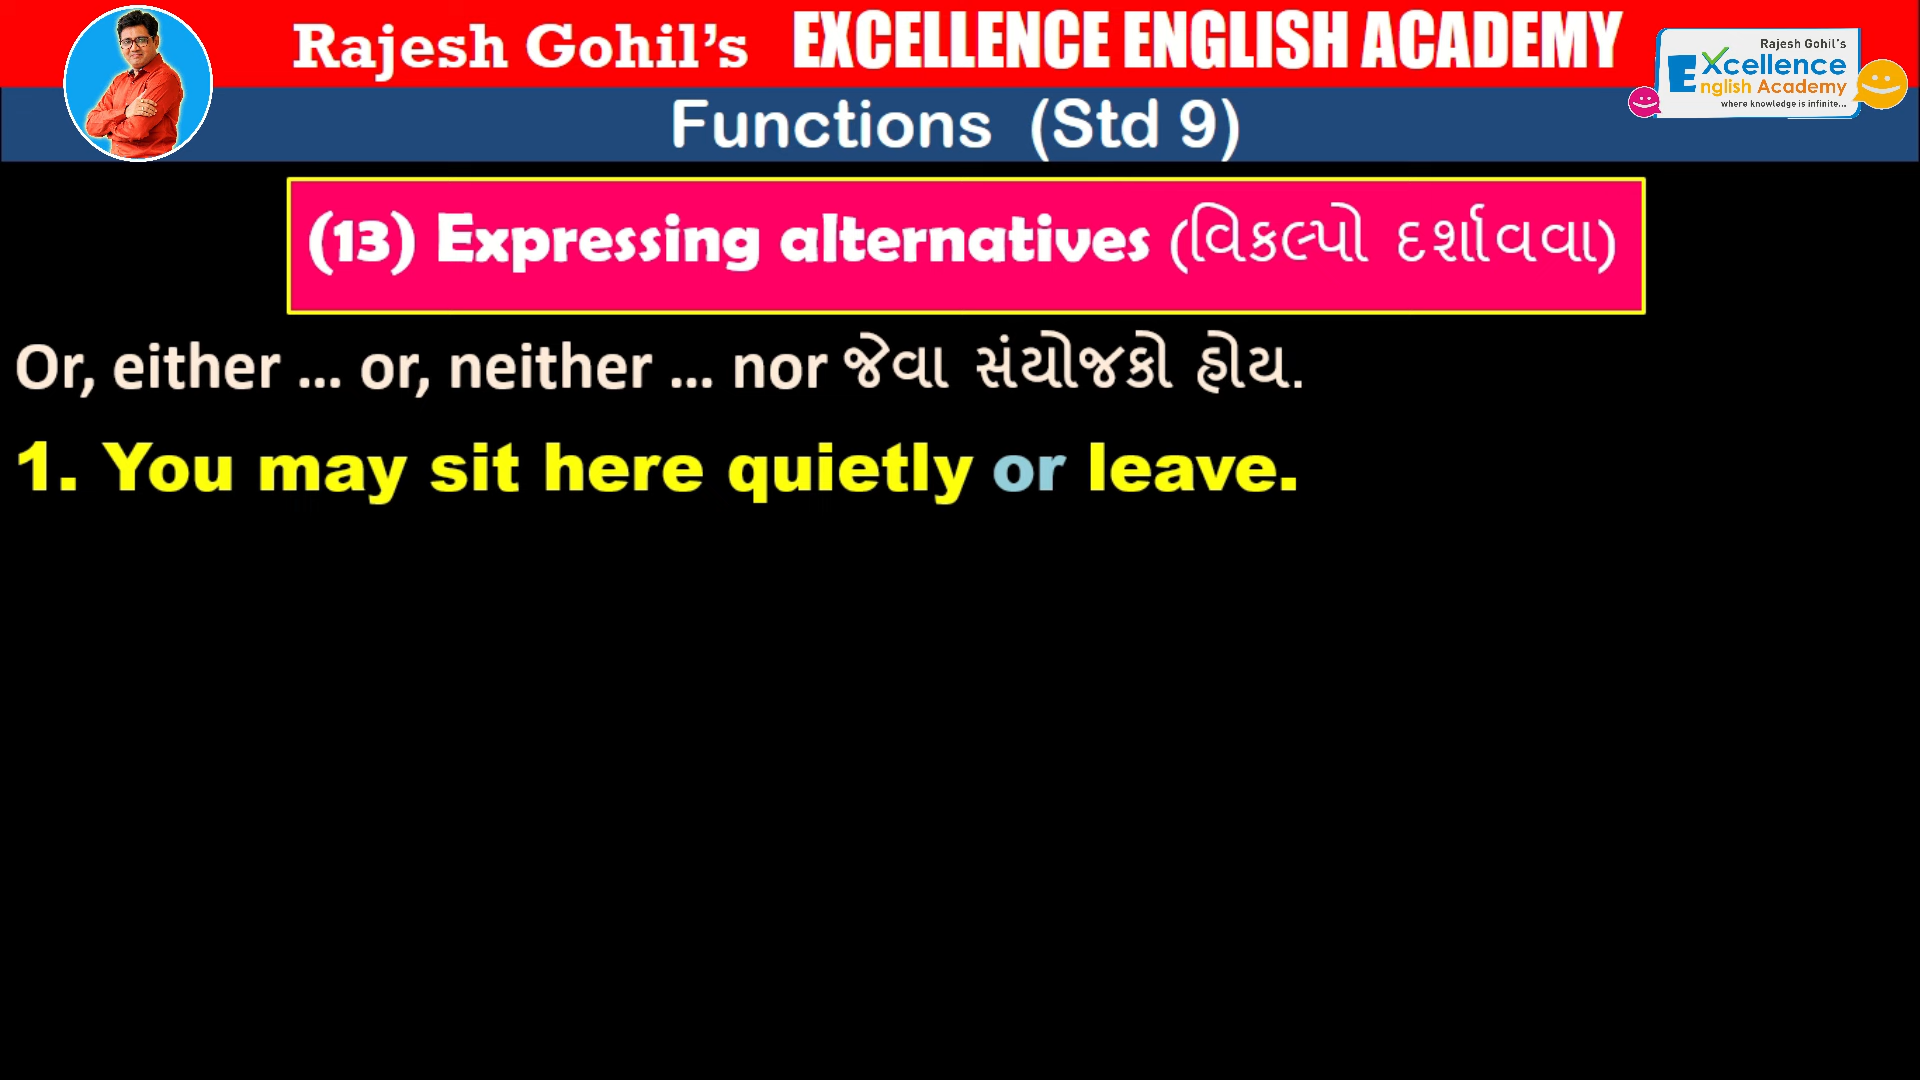 Rajesh Gohil’s EXCELLENCE ENGLISH ACADEMY
Rajesh Gohil's
Excellence
English Academy
where knowledge is infinite...
Functions (Std 9)
(13) Expressing alternatives (વિકલ્પો દર્શાવવા)
Or, either ... or, neither ... nor જેવા સંયોજકો હોય.
1. You may sit here quietly or leave.